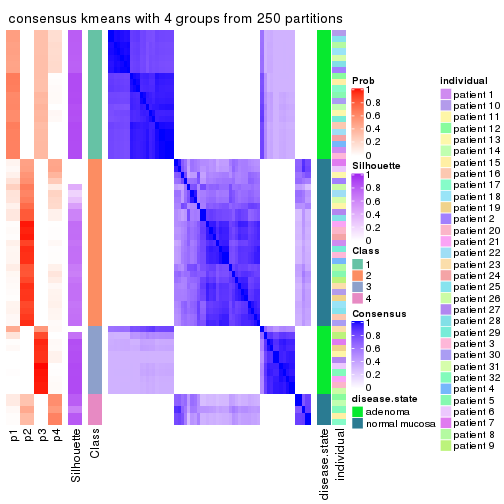 consensus kmeans with 4 groups from 250 partitions
p1
p2
p3
p4
Silhouette
Class
disease.state
individual
Prob
1
0.8
0.6
0.4
0.2
0
Silhouette
1
0.8
0.6
0.4
0.2
0
Class
1
2
3
4
Consensus
1
0.8
0.6
0.4
0.2
0
disease.state
adenoma
normal mucosa
individual
patient 1
patient 10
patient 11
patient 12
patient 13
patient 14
patient 15
patient 16
patient 17
patient 18
patient 19
patient 2
patient 20
patient 21
patient 22
patient 23
patient 24
patient 25
patient 26
patient 27
patient 28
patient 29
patient 3
patient 30
patient 31
patient 32
patient 4
patient 5
patient 6
patient 7
patient 8
patient 9